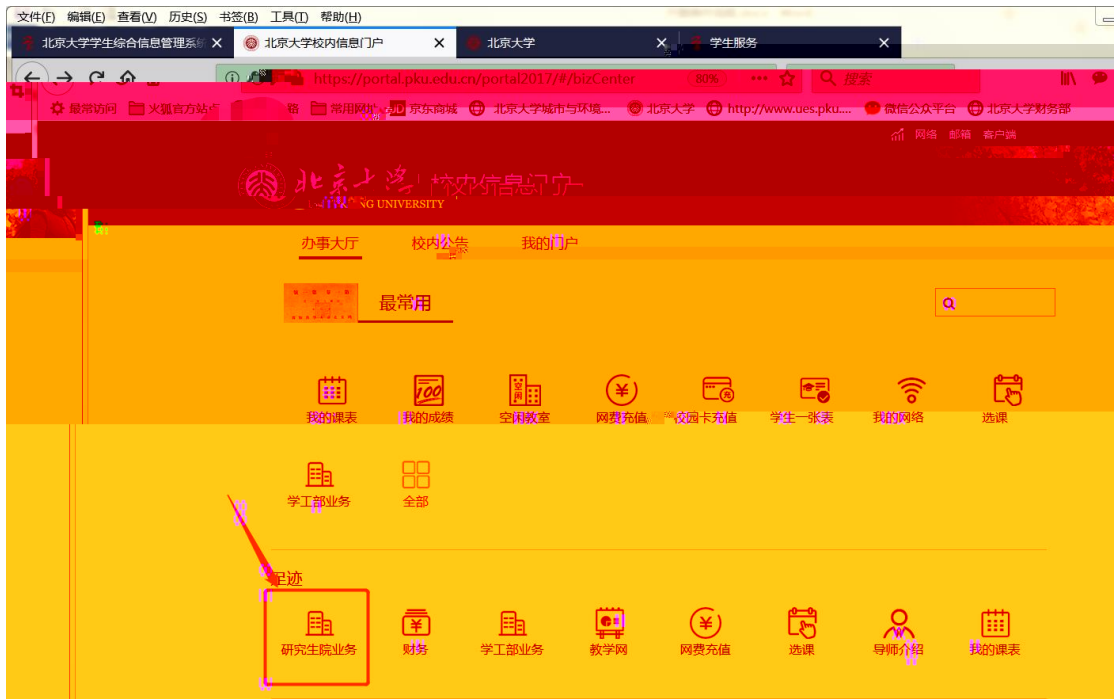 文件(F) 编辑(E) 查看(V) 历史(S) 书签(B) 工具(T) 帮助(H)
北京大学学生综合信息管理系统 北京大学校内信息门户 北京大学 学生服务
https://portal.pku.edu.cn/portal2017/#/bizCenter 80% 搜索
最常访问 火狐官方站点 常用网址 京东商城 北京大学城市与环境... 北京大学 http://www.ues.pku.... 微信公众平台 北京大学财务部
网络 邮箱 客户端
北京大学 校内信息门户
UNIVERSITY
办事大厅 校内公告 我的门户
最常用
我的课表 我的成绩 空闲教室 网费充值 校园卡充值 学生一张表 我的网络 选课
学工部业务 全部
足迹
研究生院业务 财务 学工部业务 教学网 网费充值 选课 导师介绍 我的课表